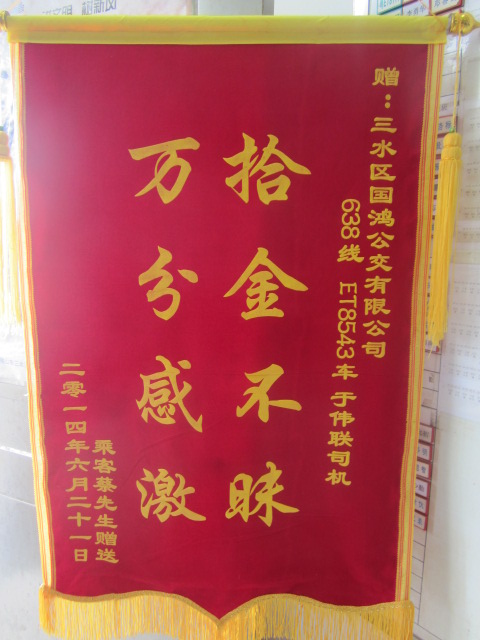 赠：三水区国鸿公交有限公司
638线 ET8543车 于伟联司机
拾金不昧
万分感激
乘客蔡先生赠送
二零一四年六月二十一日